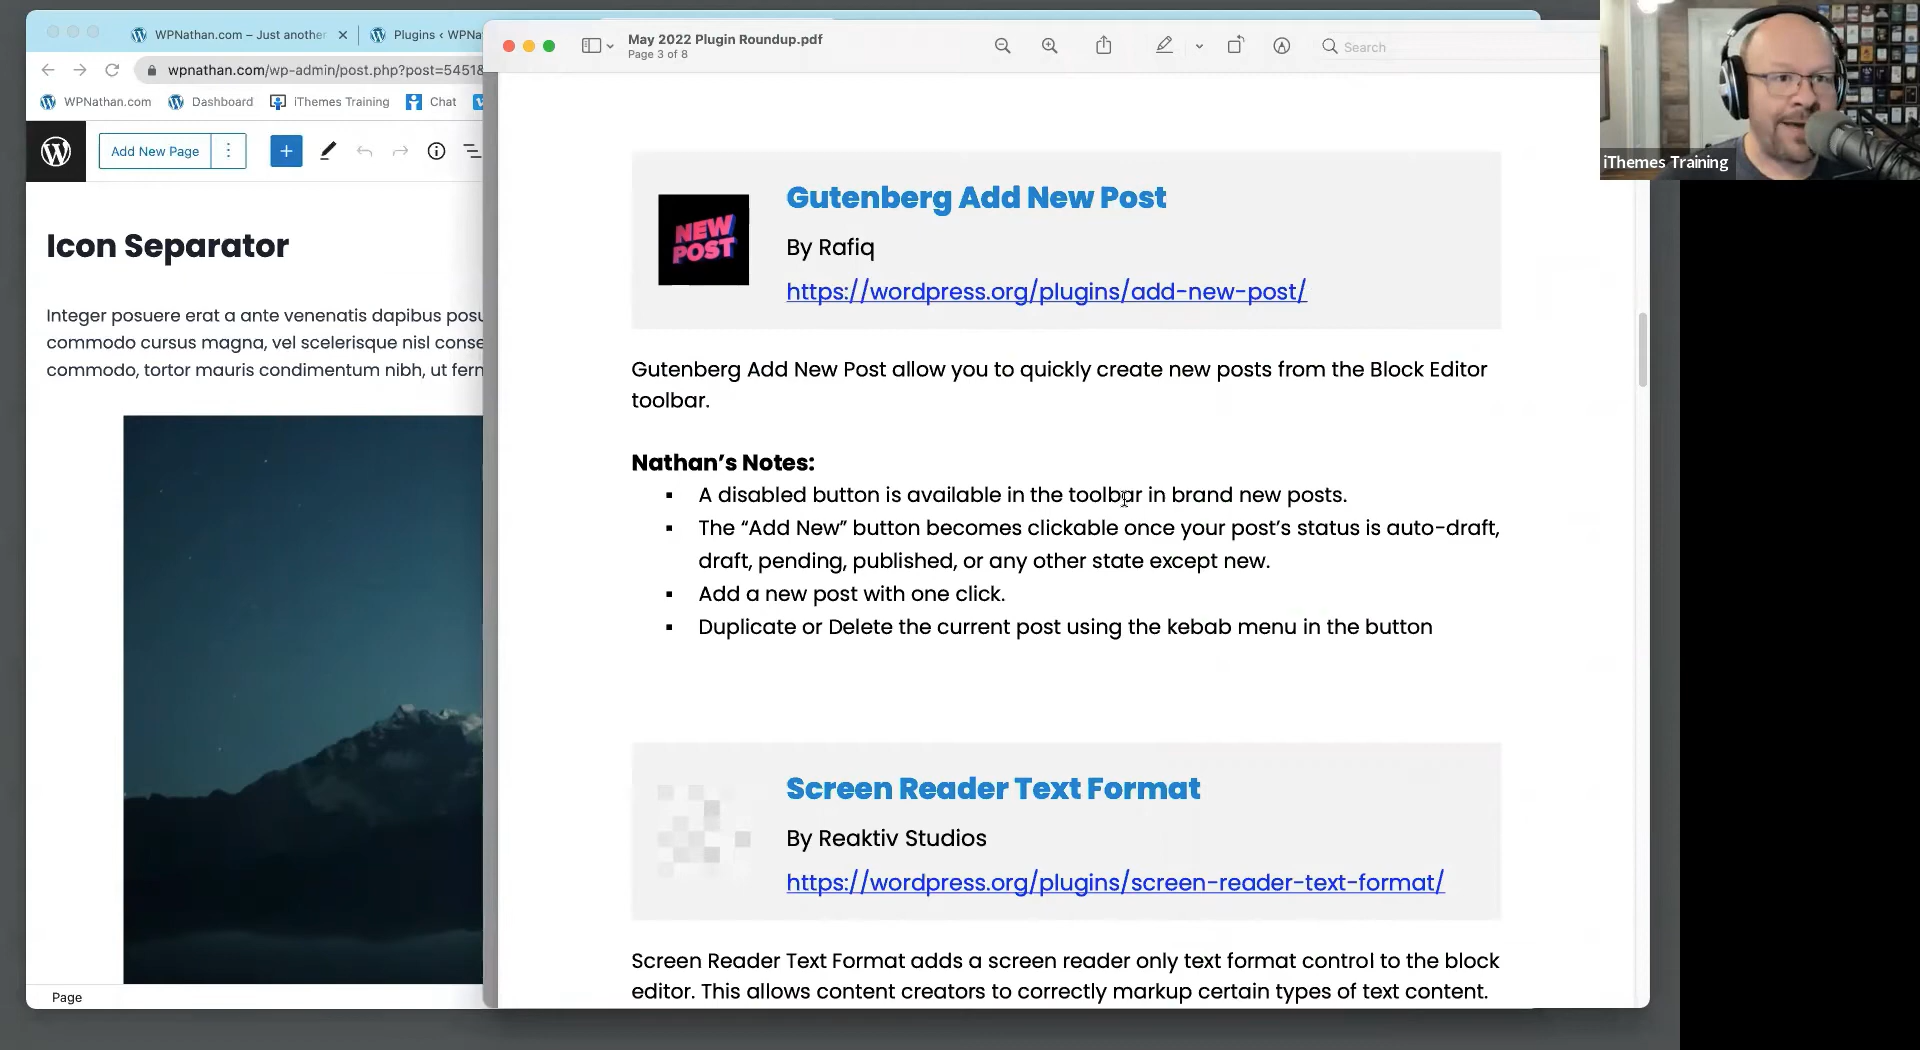 WPNathan.com – Just another
Plugins ‹ WPNa
wpnathan.com/wp-admin/post.php?post=5451&
WPNathan.com
Dashboard
iThemes Training
Chat
Add New Page
Icon Separator
Integer posuere erat a ante venenatis dapibus posu
commodo cursus magna, vel scelerisque nisl conse
commodo, tortor mauris condimentum nibh, ut fern
Page
May 2022 Plugin Roundup.pdf
Page 3 of 8
Search
NEW
POST
Gutenberg Add New Post
By Rafiq
https://wordpress.org/plugins/add-new-post/
Gutenberg Add New Post allow you to quickly create new posts from the Block Editor
toolbar.
Nathan’s Notes:
▪ A disabled button is available in the toolbar in brand new posts.
▪ The “Add New” button becomes clickable once your post’s status is auto-draft,
draft, pending, published, or any other state except new.
▪ Add a new post with one click.
▪ Duplicate or Delete the current post using the kebab menu in the button
Screen Reader Text Format
By Reaktiv Studios
https://wordpress.org/plugins/screen-reader-text-format/
Screen Reader Text Format adds a screen reader only text format control to the block
editor. This allows content creators to correctly markup certain types of text content.
iThemes Training